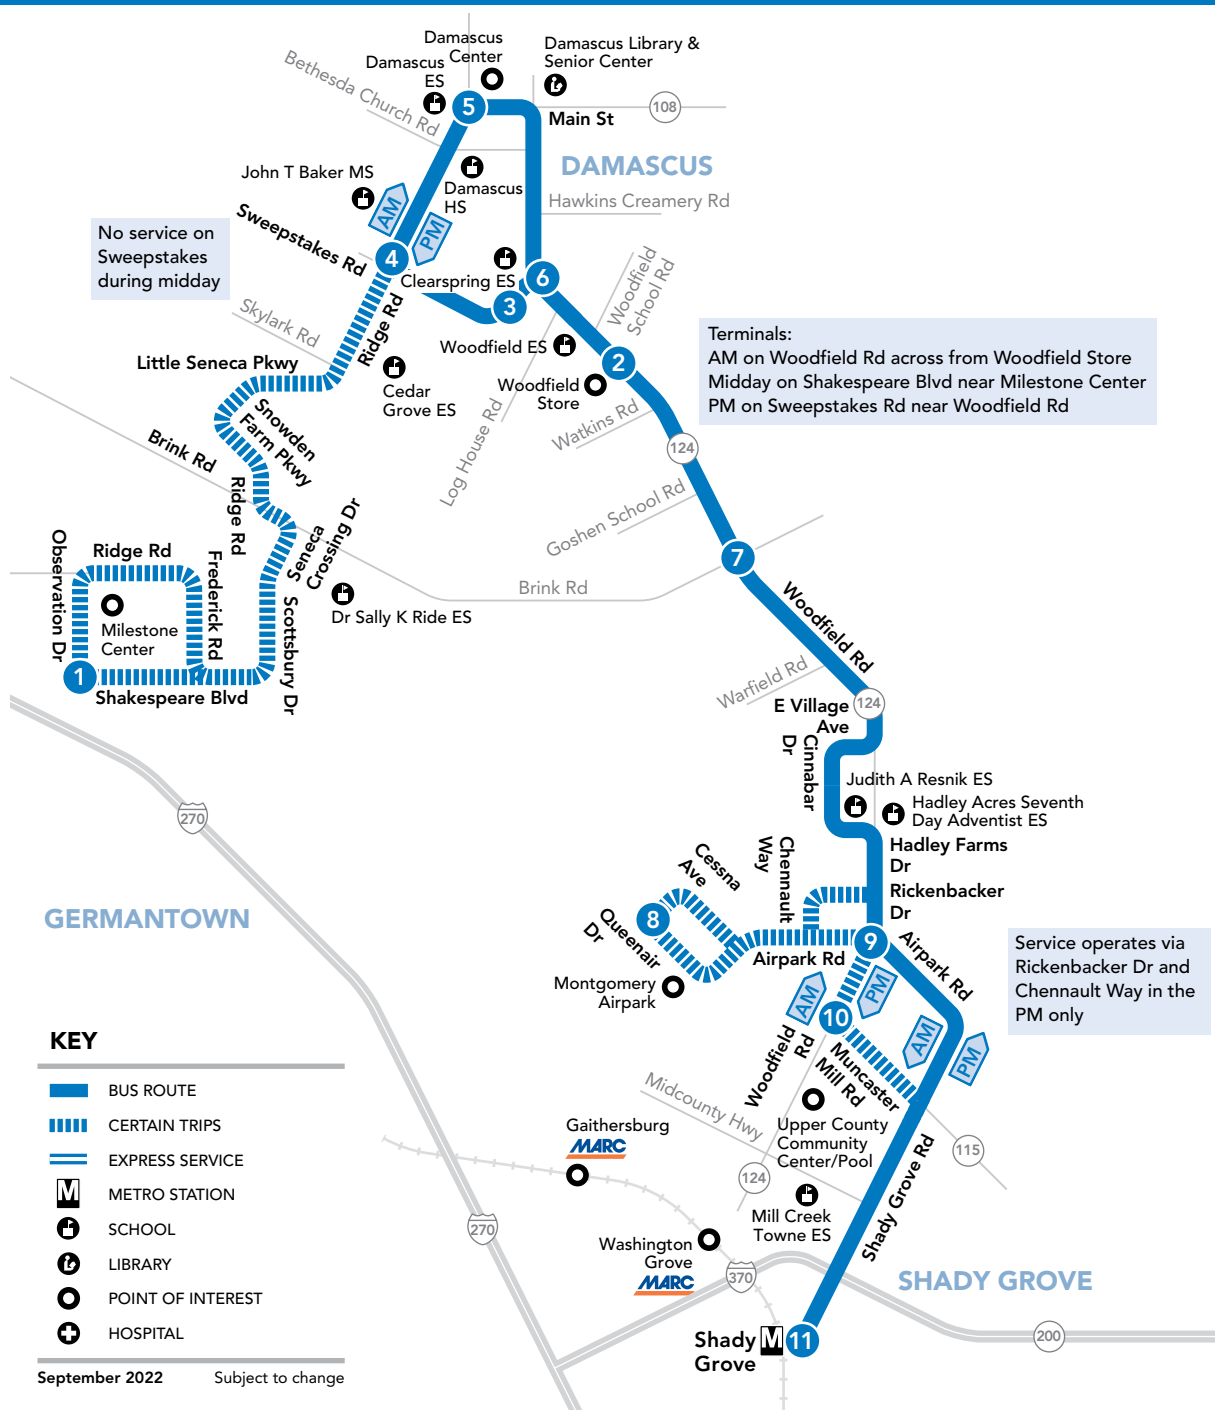 Damascus
Center
Damascus Library &
Senior Center
Damascus
ES
Bethesda Church Rd
5
108
Main St
DAMASCUS
John T Baker MS
Damascus
HS
Hawkins Creamery Rd
AM
PM
Sweepstakes Rd
No service on
Sweepstakes
during midday
4
Clearspring ES
6
3
Woodfield
School Rd
Skylark Rd
Ridge Rd
Terminals:
AM on Woodfield Rd across from Woodfield Store
Midday on Shakespeare Blvd near Milestone Center
PM on Sweepstakes Rd near Woodfield Rd
Woodfield ES
2
Little Seneca Pkwy
Cedar
Grove ES
Woodfield
Store
Snowden
Farm Pkwy
Log House Rd
Watkins Rd
124
Brink Rd
Ridge Rd
Goshen School Rd
Seneca
Crossing Dr
7
Observation Dr
Ridge Rd
Frederick Rd
Brink Rd
Milestone
Center
Scottsbury Dr
Dr Sally K Ride ES
Woodfield Rd
1
Shakespeare Blvd
Warfield Rd
124
E Village
Ave
Cinnabar
Dr
Judith A Resnik ES
Hadley Acres Seventh
Day Adventist ES
270
Hadley Farms
Dr
Chennault
Way
Cessna
Ave
Rickenbacker
Dr
GERMANTOWN
8
Queenair
Dr
9
Airpark Rd
Airpark Rd
Service operates via
Rickenbacker Dr and
Chennault Way in the
PM only
Montgomery
Airpark
AM
PM
10
AM
PM
Woodfield
Rd
Muncaster
Mill Rd
KEY
BUS ROUTE
CERTAIN TRIPS
EXPRESS SERVICE
M
METRO STATION
SCHOOL
LIBRARY
POINT OF INTEREST
HOSPITAL
September 2022
Subject to change
Midcounty Hwy
Upper County
Community
Center/Pool
Gaithersburg
MARC
115
124
Shady Grove Rd
Mill Creek
Towne ES
270
Washington
Grove
MARC
370
SHADY GROVE
200
Shady
Grove
M
11